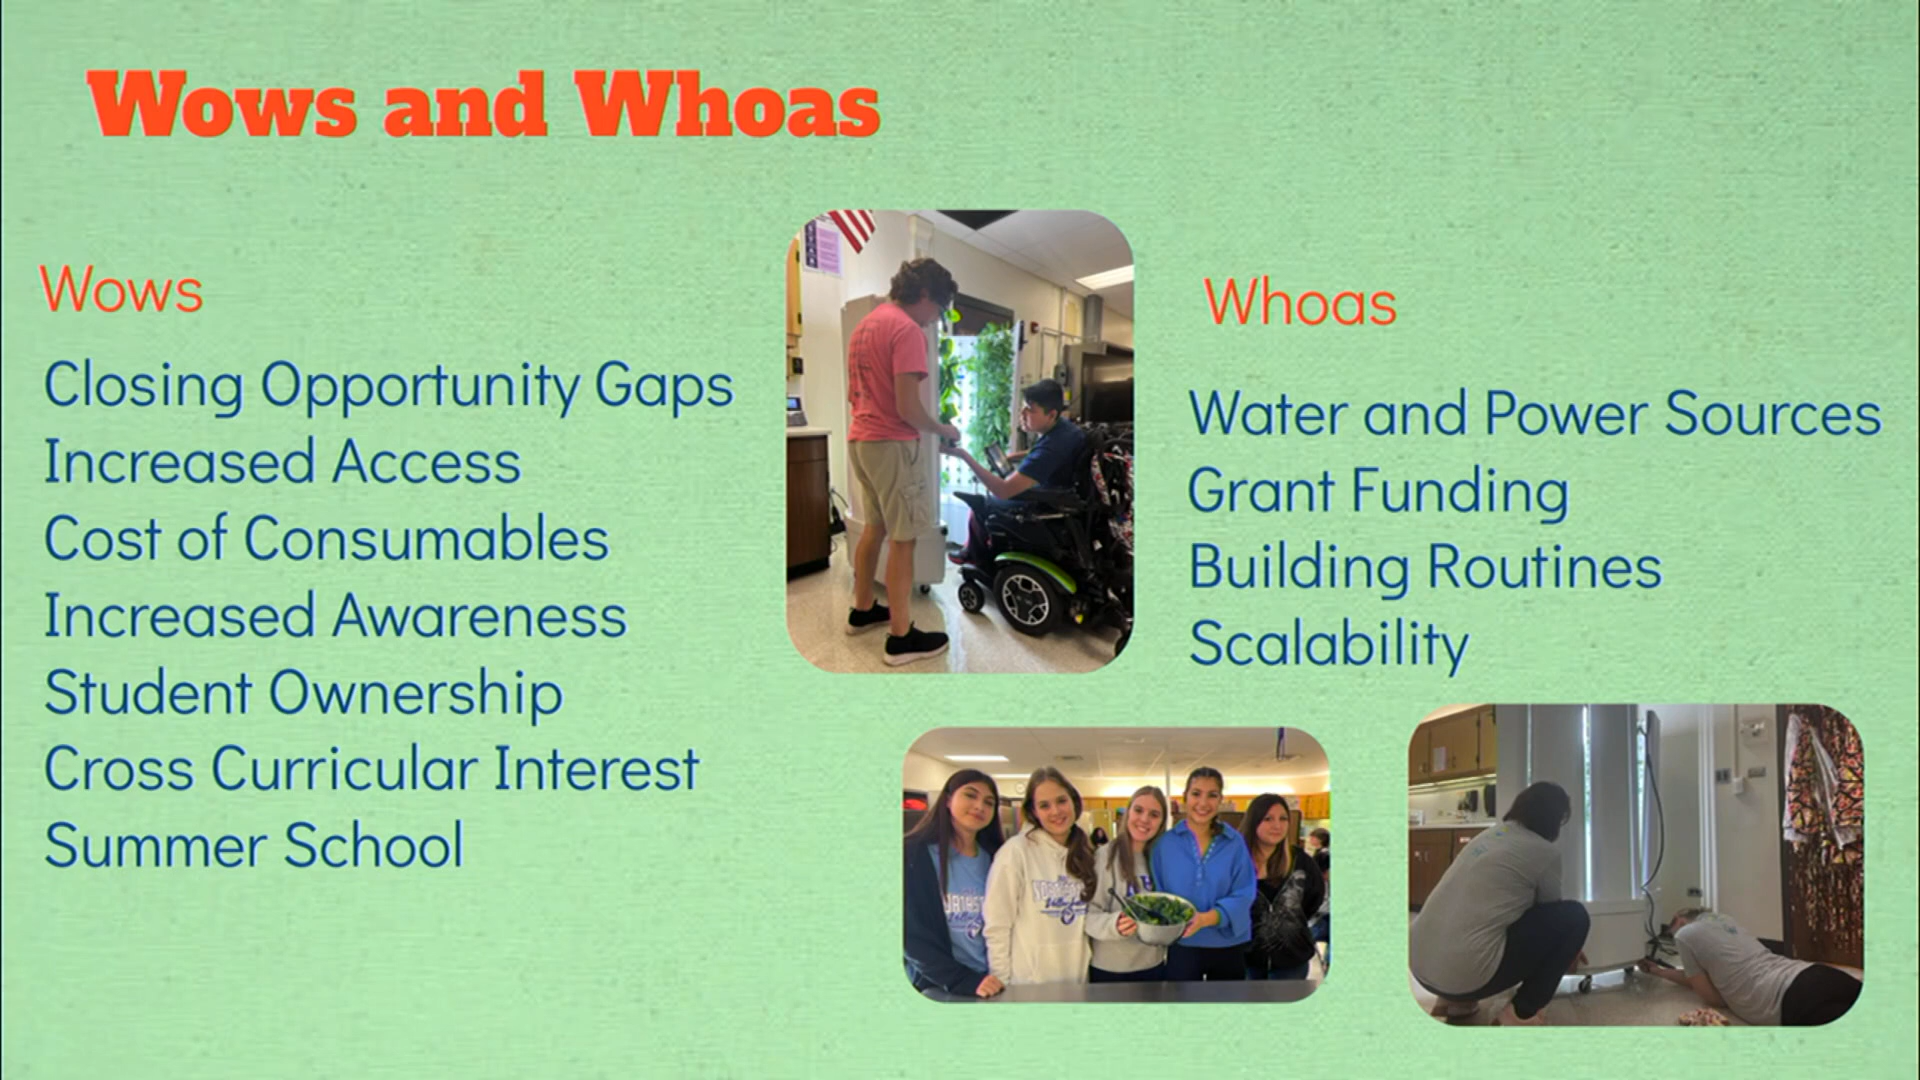 Wows and Whoas
Wows
Closing Opportunity Gaps
Increased Access
Cost of Consumables
Increased Awareness
Student Ownership
Cross Curricular Interest
Summer School
Whoas
Water and Power Sources
Grant Funding
Building Routines
Scalability